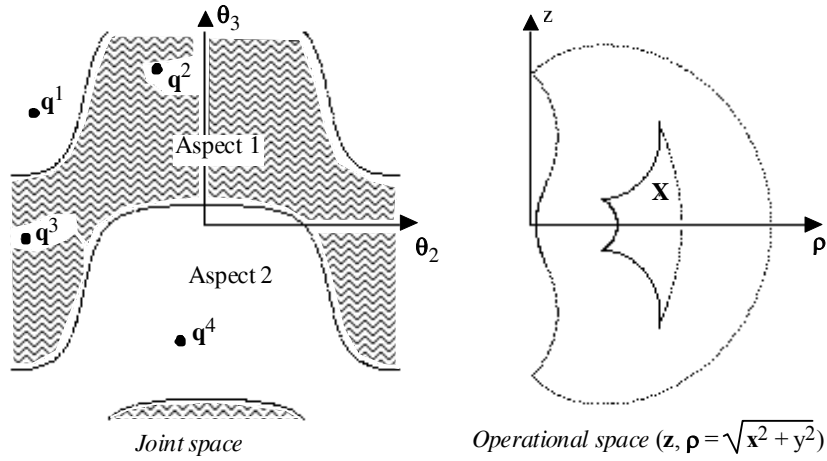 θ₃
z
q²
q¹
Aspect 1
X
q³
θ₂
ρ
Aspect 2
q⁴
Joint space
Operational space (z, ρ = √x² + y²)